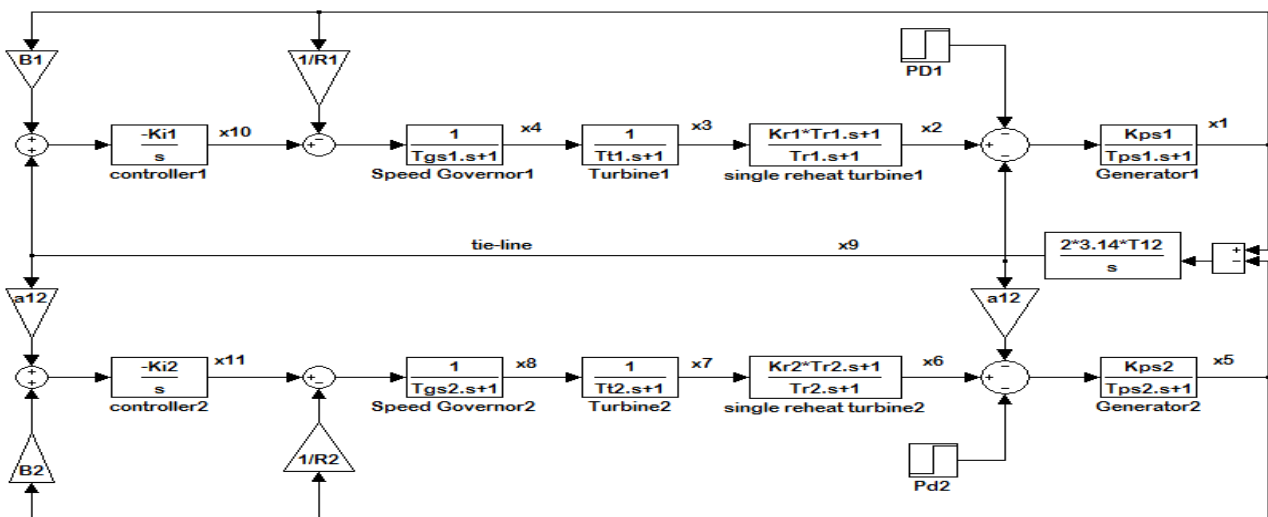 B1
1/R1
PD1
+
+
-Ki1
s
controller1
x10
+
−
1
Tgs1.s+1
Speed Governor1
x4
1
Tt1.s+1
Turbine1
x3
Kr1*Tr1.s+1
Tr1.s+1
single reheat turbine1
x2
−
+
−
Kps1
Tps1.s+1
Generator1
x1
tie-line
x9
2*3.14*T12
s
+
−
a12
a12
+
+
-Ki2
s
controller2
x11
+
−
1
Tgs2.s+1
Speed Governor2
x8
1
Tt2.s+1
Turbine2
x7
Kr2*Tr2.s+1
Tr2.s+1
single reheat turbine2
x6
−
+
−
Kps2
Tps2.s+1
Generator2
x5
B2
1/R2
Pd2